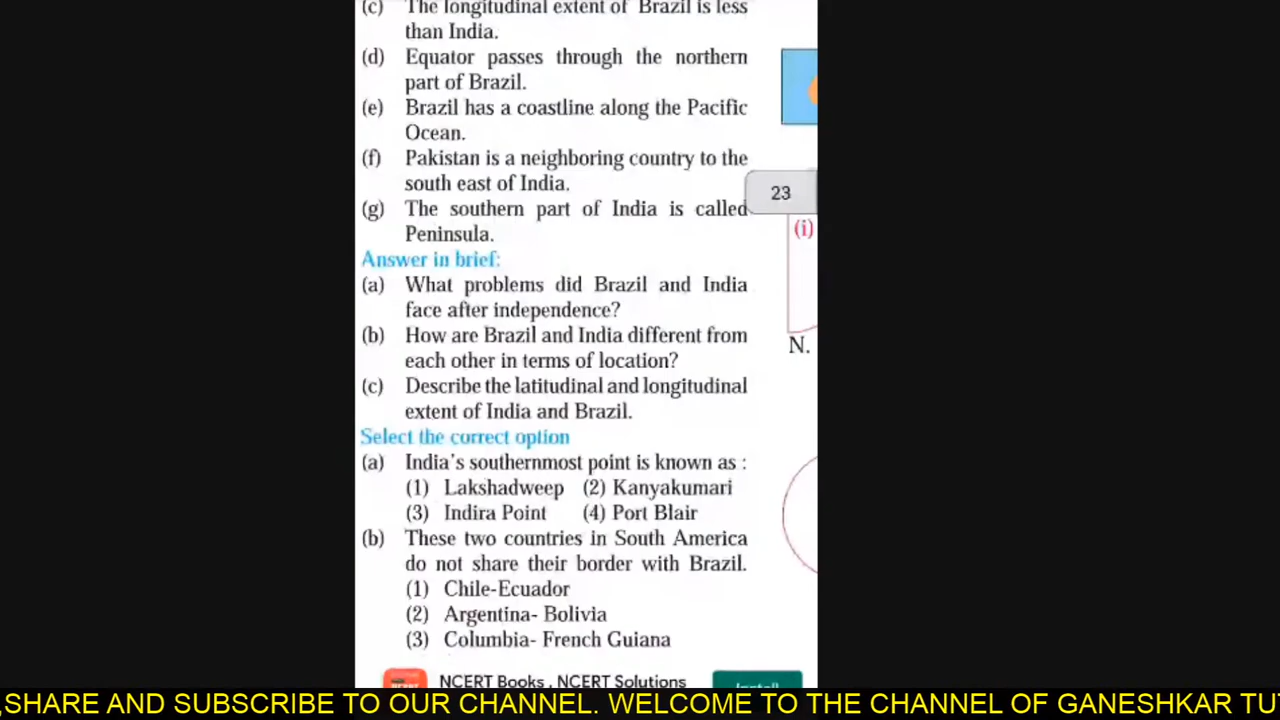 (c) The longitudinal extent of Brazil is less
than India.
(d) Equator passes through the northern
part of Brazil.
(e) Brazil has a coastline along the Pacific
Ocean.
(f) Pakistan is a neighboring country to the
south east of India.
(g) The southern part of India is called
Peninsula.
Answer in brief:
(a) What problems did Brazil and India
face after independence?
(b) How are Brazil and India different from
each other in terms of location?
(c) Describe the latitudinal and longitudinal
extent of India and Brazil.
Select the correct option
(a) India's southernmost point is known as :
(1) Lakshadweep (2) Kanyakumari
(3) Indira Point (4) Port Blair
(b) These two countries in South America
do not share their border with Brazil.
(1) Chile-Ecuador
(2) Argentina- Bolivia
(3) Columbia- French Guiana
23
(i)
N.
NCERT Books , NCERT Solutions
Install
,SHARE AND SUBSCRIBE TO OUR CHANNEL. WELCOME TO THE CHANNEL OF GANESHKAR TU